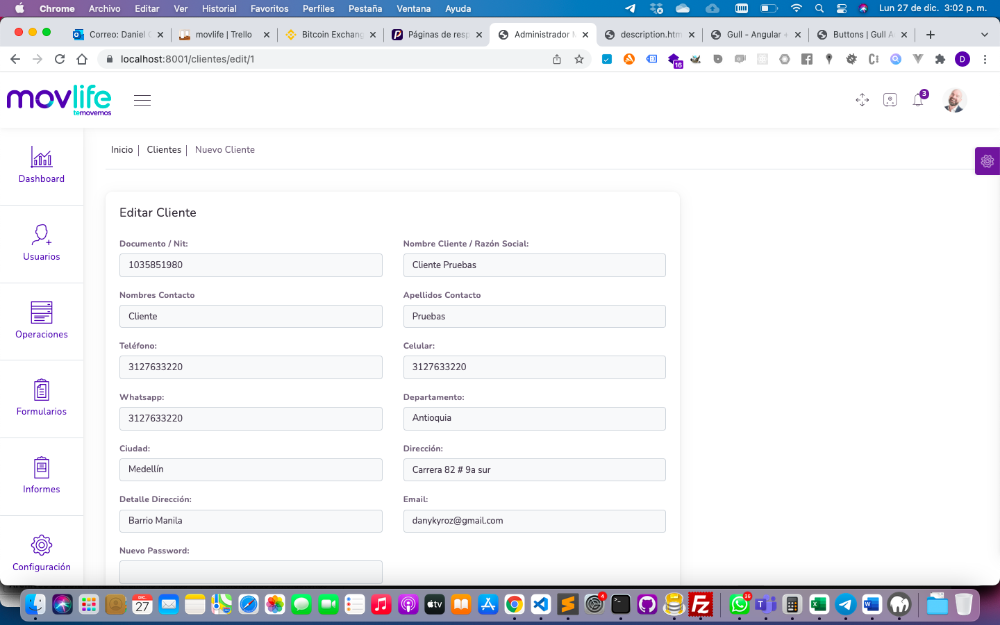 Chrome Archivo Editar Ver Historial Favoritos Perfiles Pestaña Ventana Ayuda Lun 27 de dic. 3:02 p. m.
Correo: Daniel movlife | Trello Bitcoin Exchang Páginas de resp Administrador description.htm Gull - Angular + Buttons | Gull A
localhost:8001/clientes/edit/1
16
D
movlife
temovemos
3
Inicio Clientes Nuevo Cliente
Dashboard
Usuarios
Operaciones
Formularios
Informes
Configuración
Editar Cliente
Documento / Nit: Nombre Cliente / Razón Social:
1035851980 Cliente Pruebas
Nombres Contacto Apellidos Contacto
Cliente Pruebas
Teléfono: Celular:
3127633220 3127633220
Whatsapp: Departamento:
3127633220 Antioquia
Ciudad: Dirección:
Medellín Carrera 82 # 9a sur
Detalle Dirección: Email:
Barrio Manila danykyroz@gmail.com
Nuevo Password:
DIC.
27
tv
4
36